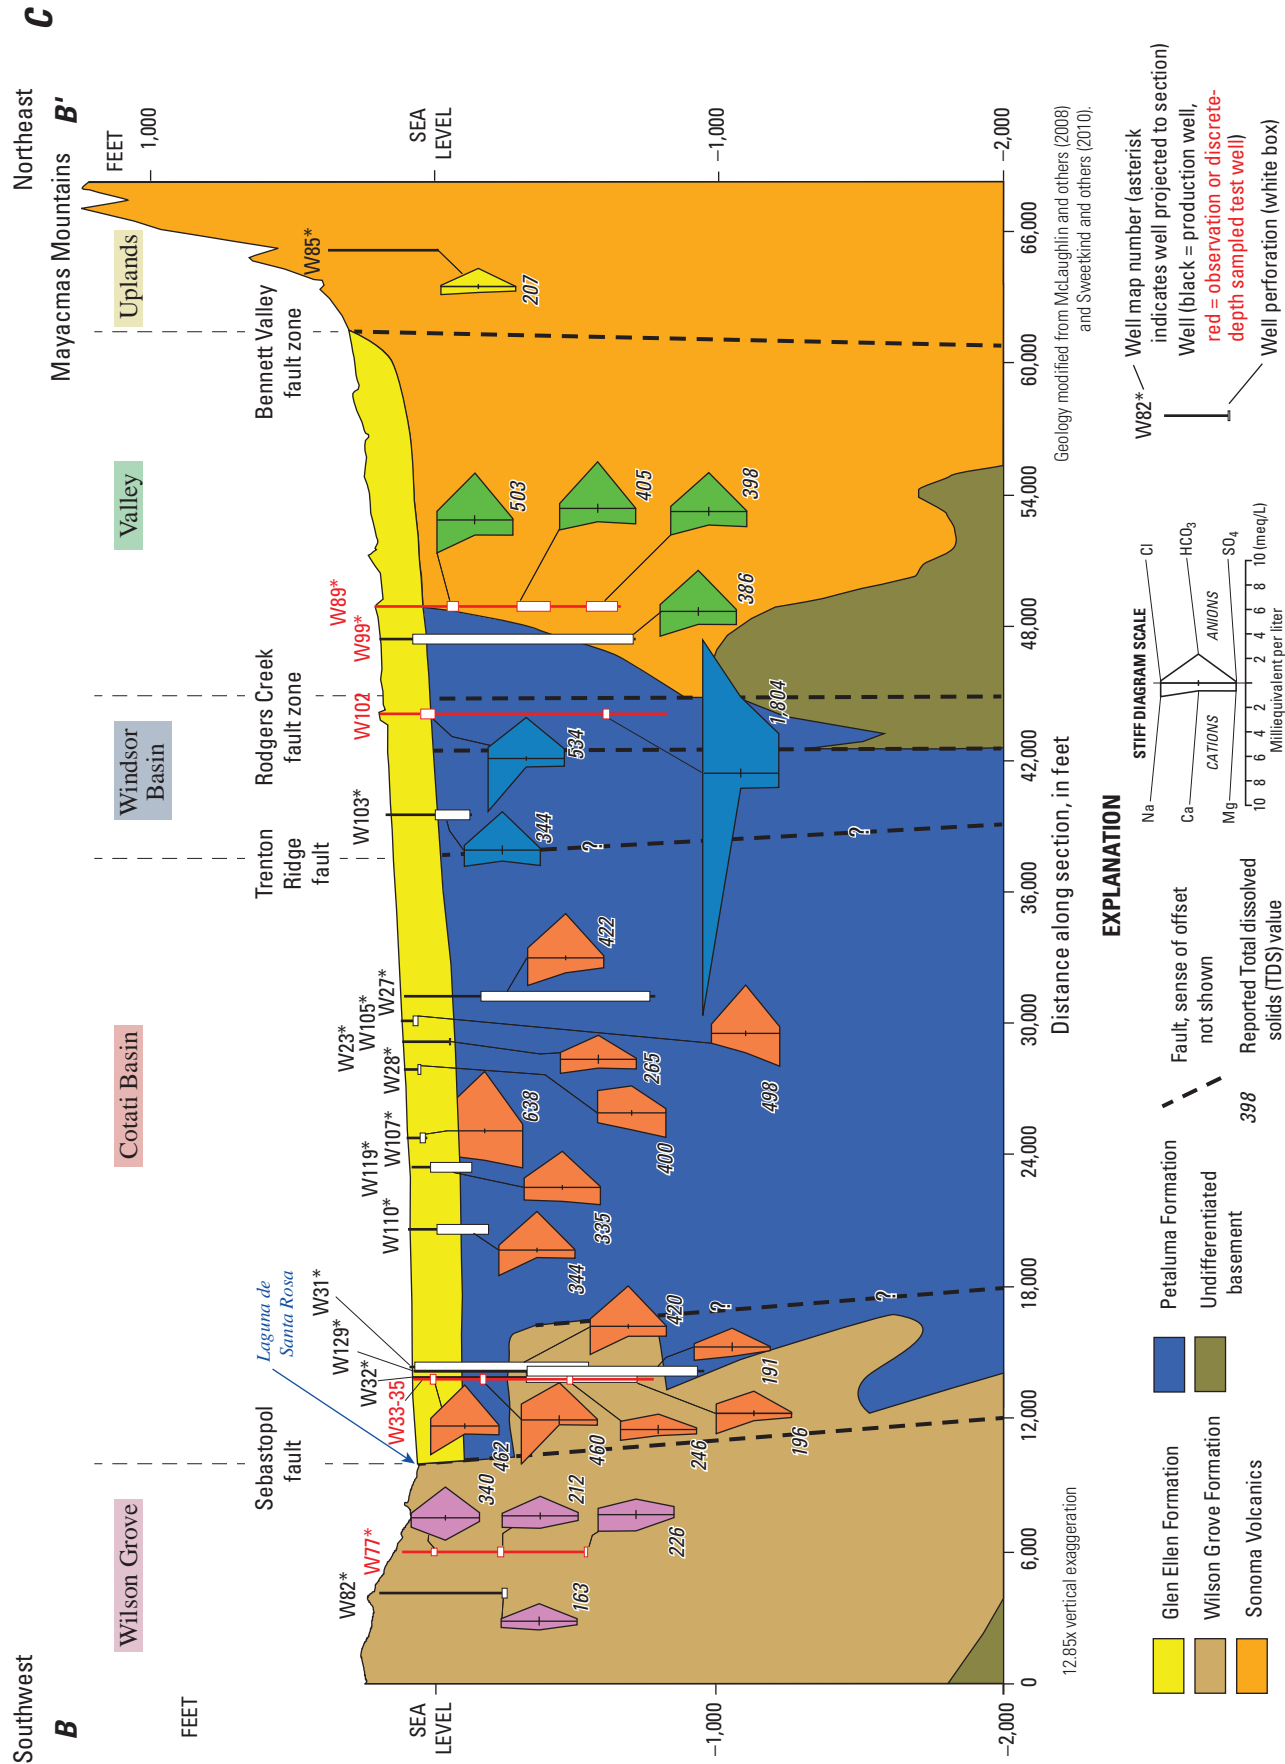 C
Southwest
Northeast
B
B′
Mayacmas Mountains
Wilson Grove
Cotati Basin
Windsor
Basin
Valley
Uplands
FEET
FEET
1,000
Sebastopol
fault
Laguna de
Santa Rosa
Trenton
Ridge
fault
Rodgers Creek
fault zone
Bennett Valley
fault zone
W82*
W77*
W33-35
W32*
W129*
W31*
W110*
W119*
W107*
W28*
W23*
W105*
W27*
W103*
W102
W99*
W89*
W85*
SEA
LEVEL
SEA
LEVEL
163
340
212
226
462
460
246
196
191
420
344
335
638
400
265
498
422
344
534
1,804
386
503
405
398
207
?
?
?
?
–1,000
–1,000
–2,000
–2,000
0
6,000
12,000
18,000
24,000
30,000
36,000
42,000
48,000
54,000
60,000
66,000
Distance along section, in feet
12.85x vertical exaggeration
Geology modified from McLaughlin and others (2008)
and Sweetkind and others (2010).
EXPLANATION
Glen Ellen Formation
Wilson Grove Formation
Sonoma Volcanics
Petaluma Formation
Undifferentiated
basement
Fault, sense of offset
not shown
398
Reported Total dissolved
solids (TDS) value
STIFF DIAGRAM SCALE
Na
Cl
Ca
HCO3
Mg
SO4
CATIONS
ANIONS
10 8 6 4 2 2 4 6 8 10 (meq/L)
Milliequivalent per liter
W82*
Well map number (asterisk
indicates well projected to section)
Well (black = production well,
red = observation or discrete-
depth sampled test well)
Well perforation (white box)